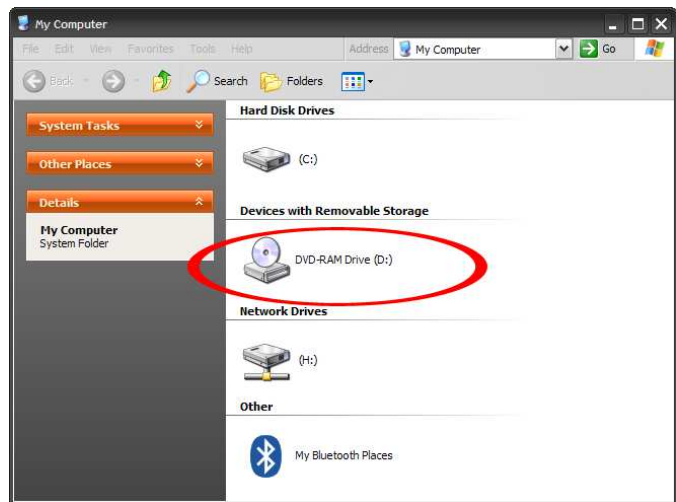 My Computer
File Edit View Favorites Tools Help Address My Computer Go
Back Search Folders
System Tasks
Other Places
Details
My Computer
System Folder
Hard Disk Drives
(C:)
Devices with Removable Storage
DVD-RAM Drive (D:)
Network Drives
(H:)
Other
My Bluetooth Places